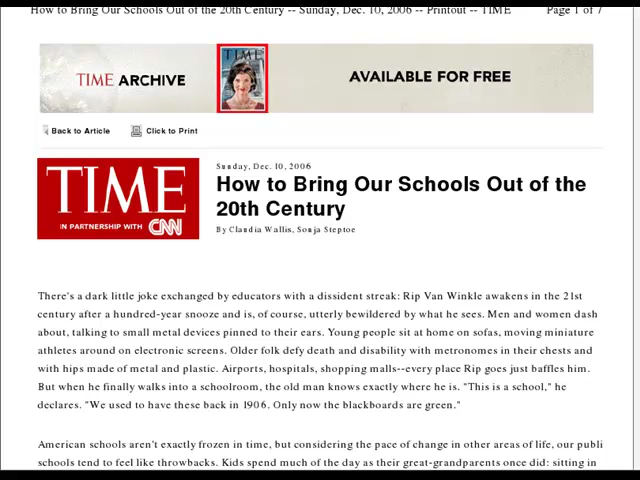 How to Bring Our Schools Out of the 20th Century -- Sunday, Dec. 10, 2006 -- Printout -- TIME Page 1 of 7
TIME ARCHIVE
TIME
AVAILABLE FOR FREE
Back to Article Click to Print
TIME
IN PARTNERSHIP WITH CNN
Sunday, Dec. 10, 2006
How to Bring Our Schools Out of the
20th Century
By Claudia Wallis, Sonja Steptoe
There's a dark little joke exchanged by educators with a dissident streak: Rip Van Winkle awakens in the 21st
century after a hundred-year snooze and is, of course, utterly bewildered by what he sees. Men and women dash
about, talking to small metal devices pinned to their ears. Young people sit at home on sofas, moving miniature
athletes around on electronic screens. Older folk defy death and disability with metronomes in their chests and
with hips made of metal and plastic. Airports, hospitals, shopping malls--every place Rip goes just baffles him.
But when he finally walks into a schoolroom, the old man knows exactly where he is. "This is a school," he
declares. "We used to have these back in 1906. Only now the blackboards are green."
American schools aren't exactly frozen in time, but considering the pace of change in other areas of life, our publi
schools tend to feel like throwbacks. Kids spend much of the day as their great-grandparents once did: sitting in